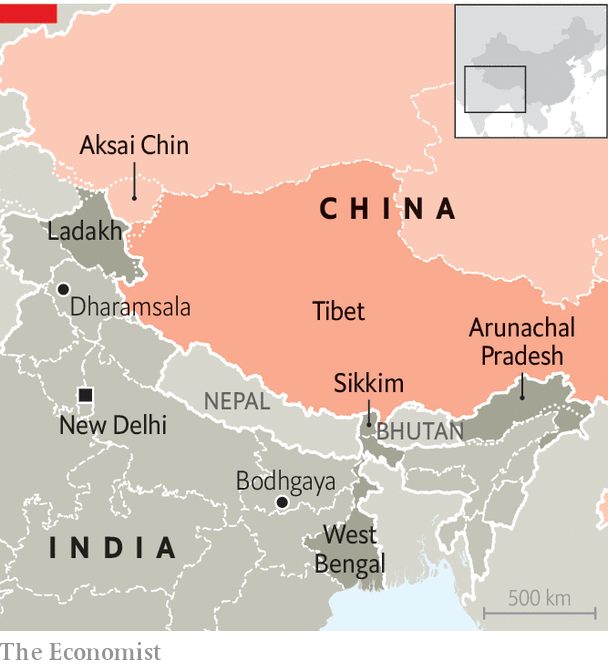 Aksai Chin
CHINA
Ladakh
Dharamsala
Tibet
Arunachal
Pradesh
Sikkim
NEPAL
BHUTAN
New Delhi
Bodhgaya
West
Bengal
INDIA
500 km
The Economist